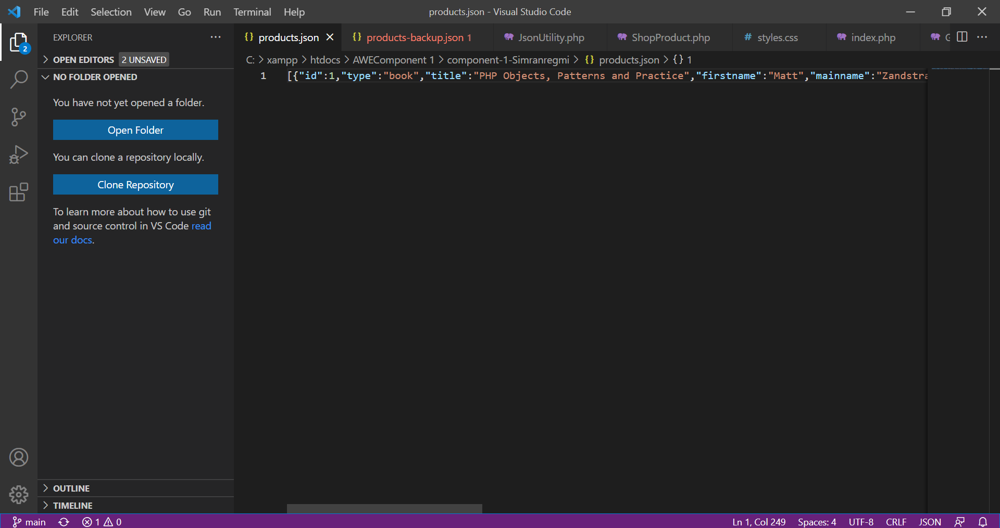 File Edit Selection View Go Run Terminal Help
products.json - Visual Studio Code
EXPLORER
products.json
products-backup.json 1
JsonUtility.php
ShopProduct.php
styles.css
index.php
2
OPEN EDITORS 2 UNSAVED
C: > xampp > htdocs > AWEComponent 1 > component-1-Simranregmi > {} products.json > {} 1
NO FOLDER OPENED
1 [{"id":1,"type":"book","title":"PHP Objects, Patterns and Practice","firstname":"Matt","mainname":"Zandstra
You have not yet opened a folder.
Open Folder
You can clone a repository locally.
Clone Repository
To learn more about how to use git
and source control in VS Code read
our docs.
OUTLINE
TIMELINE
main 1 0
Ln 1, Col 249 Spaces: 4 UTF-8 CRLF JSON